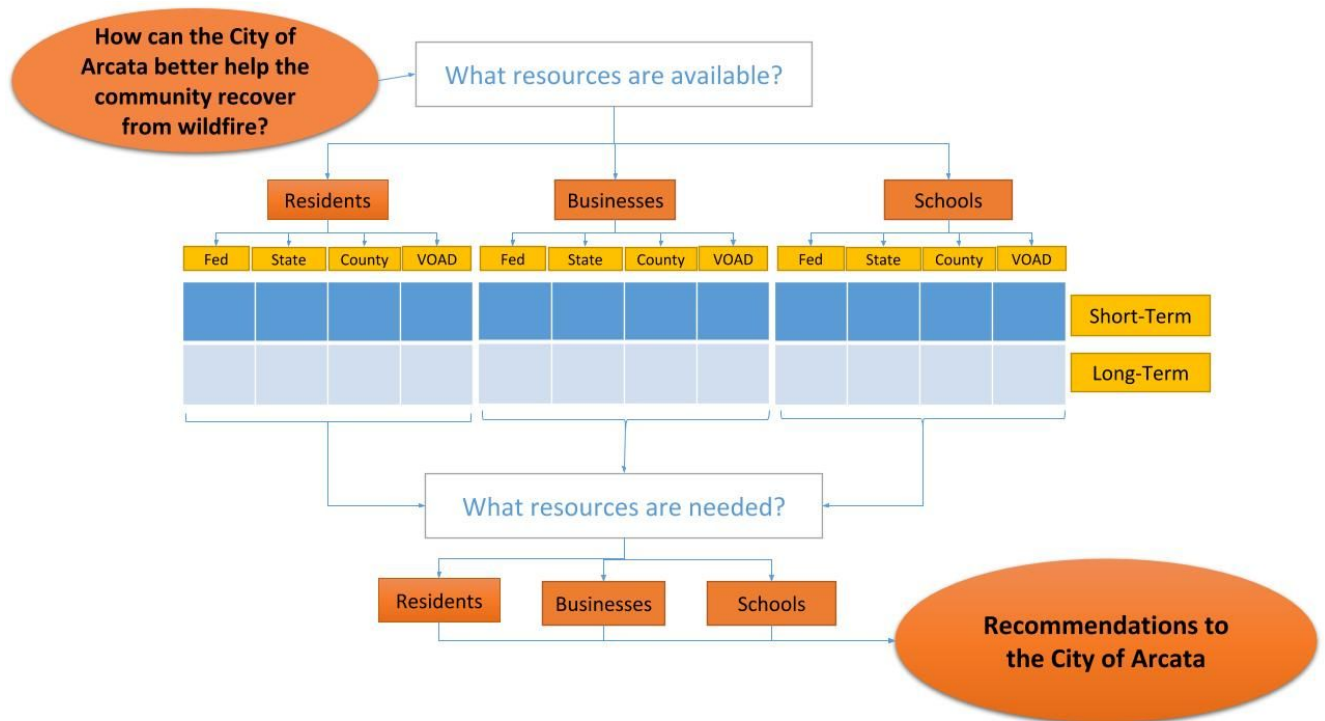 How can the City of
Arcata better help the
community recover
from wildfire?
What resources are available?
Residents
Businesses
Schools
Fed
State
County
VOAD
Fed
State
County
VOAD
Fed
State
County
VOAD
Short-Term
Long-Term
What resources are needed?
Residents
Businesses
Schools
Recommendations to
the City of Arcata